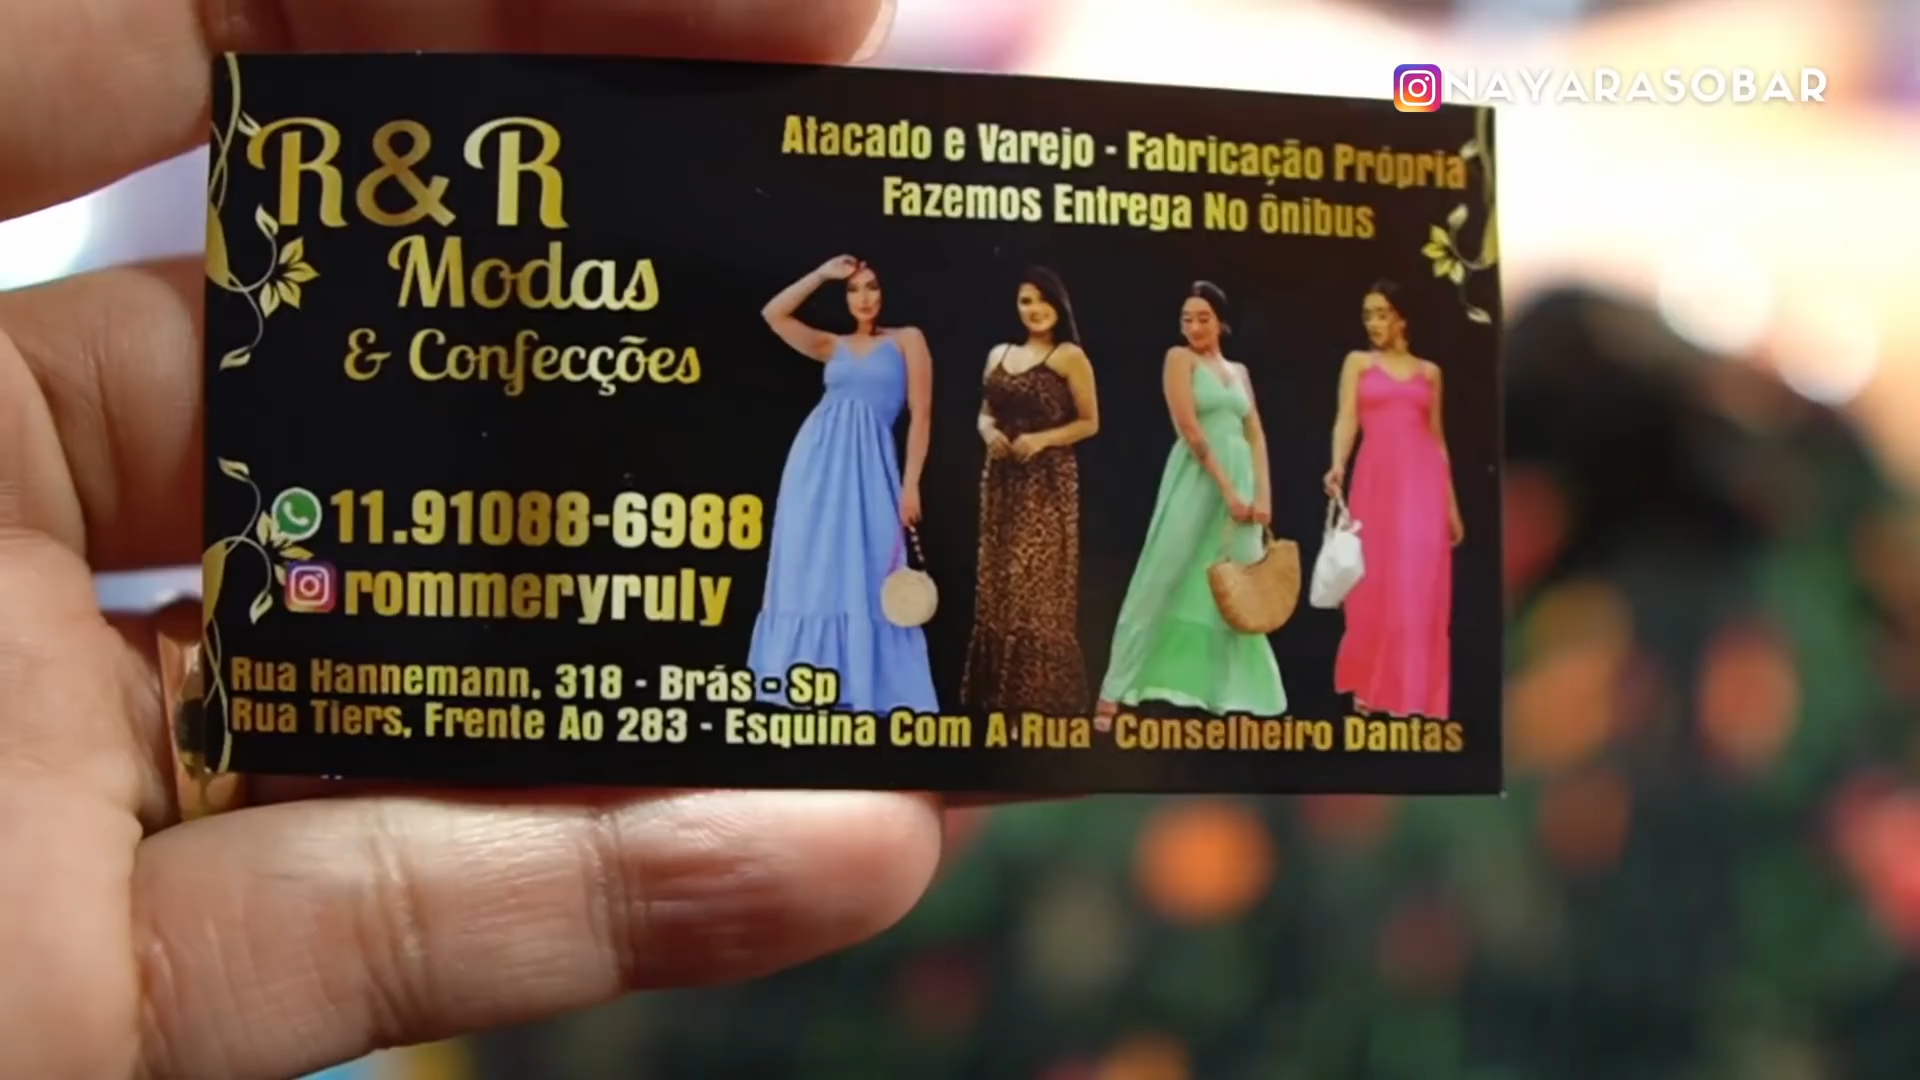 NAYARASOBAR
R&R
Modas
& Confecções
Atacado e Varejo - Fabricação Própria
Fazemos Entrega No ônibus
11.91088-6988
rommeryruly
Rua Hannemann, 318 - Brás - Sp
Rua Tiers, Frente Ao 283 - Esquina Com A Rua Conselheiro Dantas